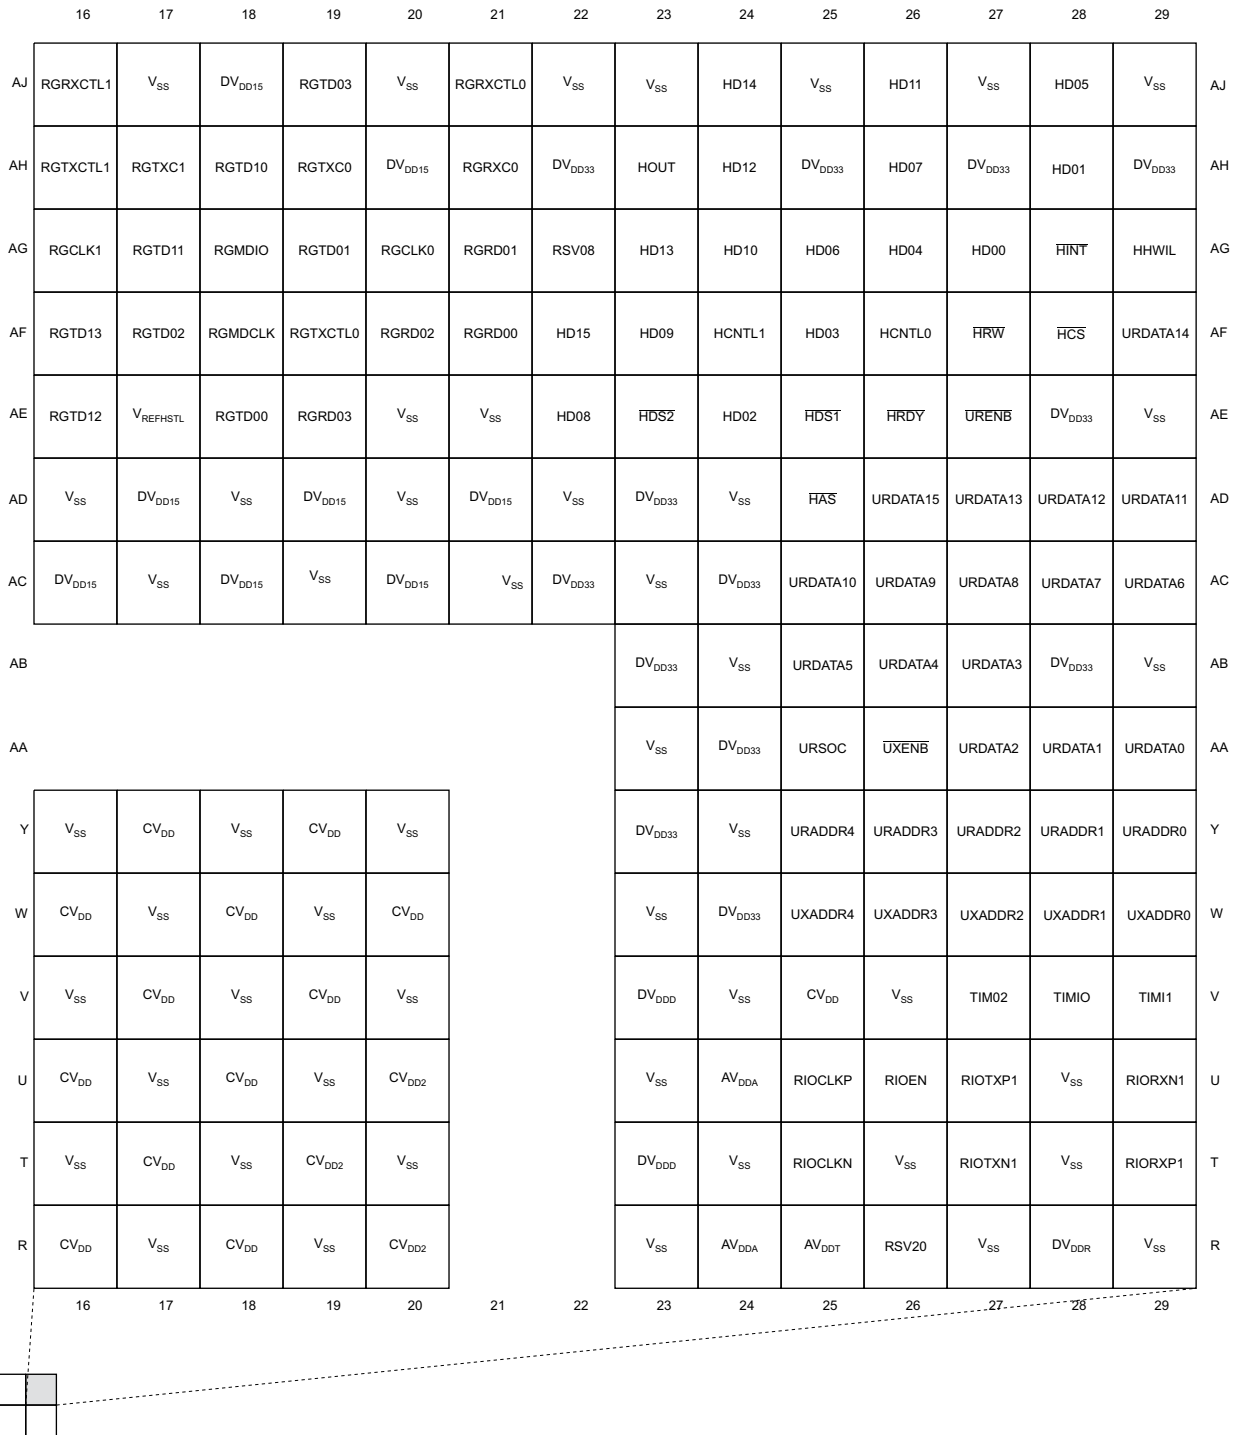 16 17 18 19 20 21 22 23 24 25 26 27 28 29
AJ RGRXCTL1 VSS DVDD15 RGTD03 VSS RGRXCTL0 VSS VSS HD14 VSS HD11 VSS HD05 VSS AJ
AH RGTXCTL1 RGTXC1 RGTD10 RGTXC0 DVDD15 RGRXC0 DVDD33 HOUT HD12 DVDD33 HD07 DVDD33 HD01 DVDD33 AH
AG RGCLK1 RGTD11 RGMDIO RGTD01 RGCLK0 RGRD01 RSV08 HD13 HD10 HD06 HD04 HD00 HINT HHWIL AG
AF RGTD13 RGTD02 RGMDCLK RGTXCTL0 RGRD02 RGRD00 HD15 HD09 HCNTL1 HD03 HCNTL0 HRW HCS URDATA14 AF
AE RGTD12 VREFHSTL RGTD00 RGRD03 VSS VSS HD08 HDS2 HD02 HDS1 HRDY URENB DVDD33 VSS AE
AD VSS DVDD15 VSS DVDD15 VSS DVDD15 VSS DVDD33 VSS HAS URDATA15 URDATA13 URDATA12 URDATA11 AD
AC DVDD15 VSS DVDD15 VSS DVDD15 VSS DVDD33 VSS DVDD33 URDATA10 URDATA9 URDATA8 URDATA7 URDATA6 AC
AB DVDD33 VSS URDATA5 URDATA4 URDATA3 DVDD33 VSS AB
AA VSS DVDD33 URSOC UXENB URDATA2 URDATA1 URDATA0 AA
Y VSS CVDD VSS CVDD VSS DVDD33 VSS URADDR4 URADDR3 URADDR2 URADDR1 URADDR0 Y
W CVDD VSS CVDD VSS CVDD VSS DVDD33 UXADDR4 UXADDR3 UXADDR2 UXADDR1 UXADDR0 W
V VSS CVDD VSS CVDD VSS DVDDD VSS CVDD VSS TIM02 TIMIO TIMI1 V
U CVDD VSS CVDD VSS CVDD2 VSS AVDDA RIOCLKP RIOEN RIOTXP1 VSS RIORXN1 U
T VSS CVDD VSS CVDD2 VSS DVDDD VSS RIOCLKN VSS RIOTXN1 VSS RIORXP1 T
R CVDD VSS CVDD VSS CVDD2 VSS AVDDA AVDDT RSV20 VSS DVDDR VSS R
16 17 18 19 20 21 22 23 24 25 26 27 28 29